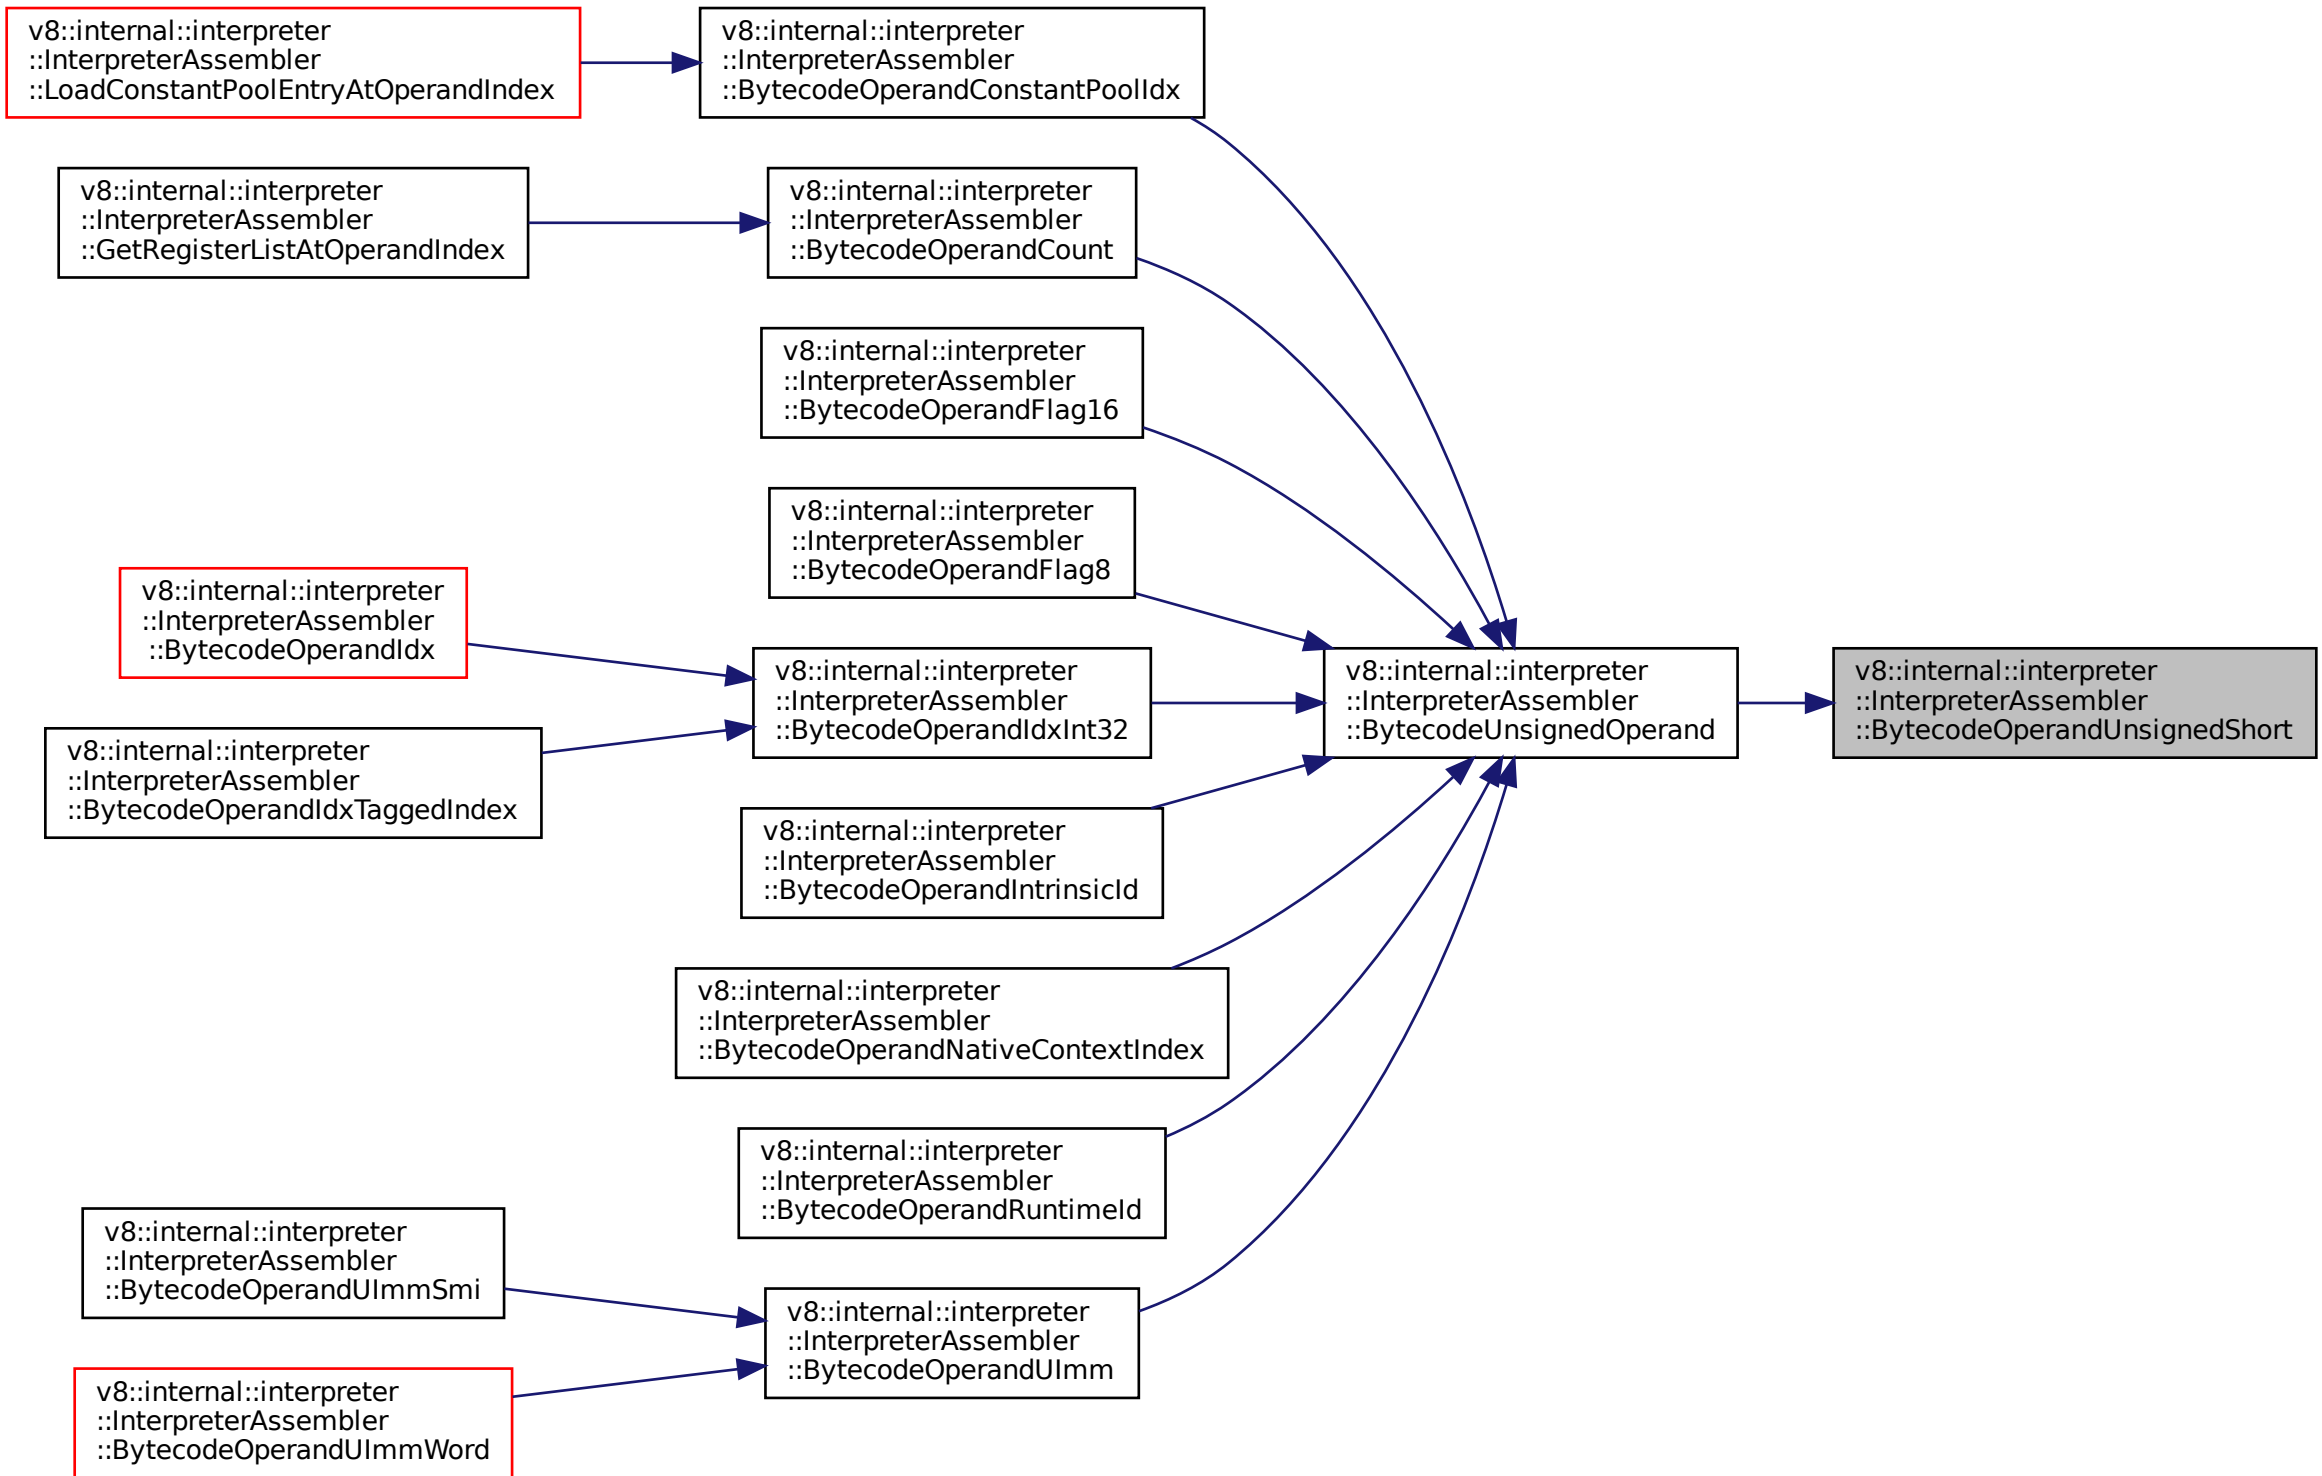 v8::internal::interpreter
::InterpreterAssembler
::LoadConstantPoolEntryAtOperandIndex
v8::internal::interpreter
::InterpreterAssembler
::BytecodeOperandConstantPoolIdx
v8::internal::interpreter
::InterpreterAssembler
::GetRegisterListAtOperandIndex
v8::internal::interpreter
::InterpreterAssembler
::BytecodeOperandCount
v8::internal::interpreter
::InterpreterAssembler
::BytecodeOperandFlag16
v8::internal::interpreter
::InterpreterAssembler
::BytecodeOperandFlag8
v8::internal::interpreter
::InterpreterAssembler
::BytecodeOperandIdx
v8::internal::interpreter
::InterpreterAssembler
::BytecodeOperandIdxInt32
v8::internal::interpreter
::InterpreterAssembler
::BytecodeUnsignedOperand
v8::internal::interpreter
::InterpreterAssembler
::BytecodeOperandUnsignedShort
v8::internal::interpreter
::InterpreterAssembler
::BytecodeOperandIdxTaggedIndex
v8::internal::interpreter
::InterpreterAssembler
::BytecodeOperandIntrinsicId
v8::internal::interpreter
::InterpreterAssembler
::BytecodeOperandNativeContextIndex
v8::internal::interpreter
::InterpreterAssembler
::BytecodeOperandRuntimeId
v8::internal::interpreter
::InterpreterAssembler
::BytecodeOperandUImmSmi
v8::internal::interpreter
::InterpreterAssembler
::BytecodeOperandUImm
v8::internal::interpreter
::InterpreterAssembler
::BytecodeOperandUImmWord